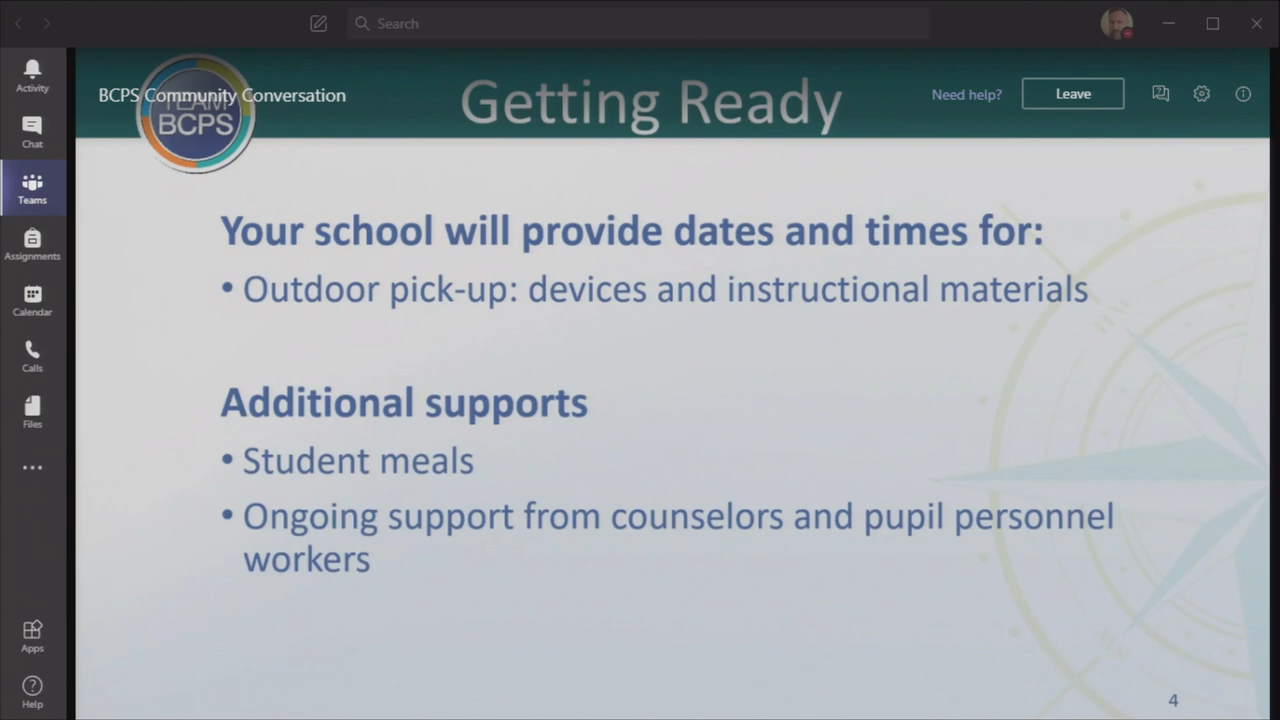 Search
Activity
Chat
Teams
Assignments
Calendar
Calls
Files
Apps
Help
BCPS Community Conversation
TEAM
BCPS
Getting Ready
Need help?
Leave
Your school will provide dates and times for:
• Outdoor pick-up: devices and instructional materials
Additional supports
• Student meals
• Ongoing support from counselors and pupil personnel
workers
4